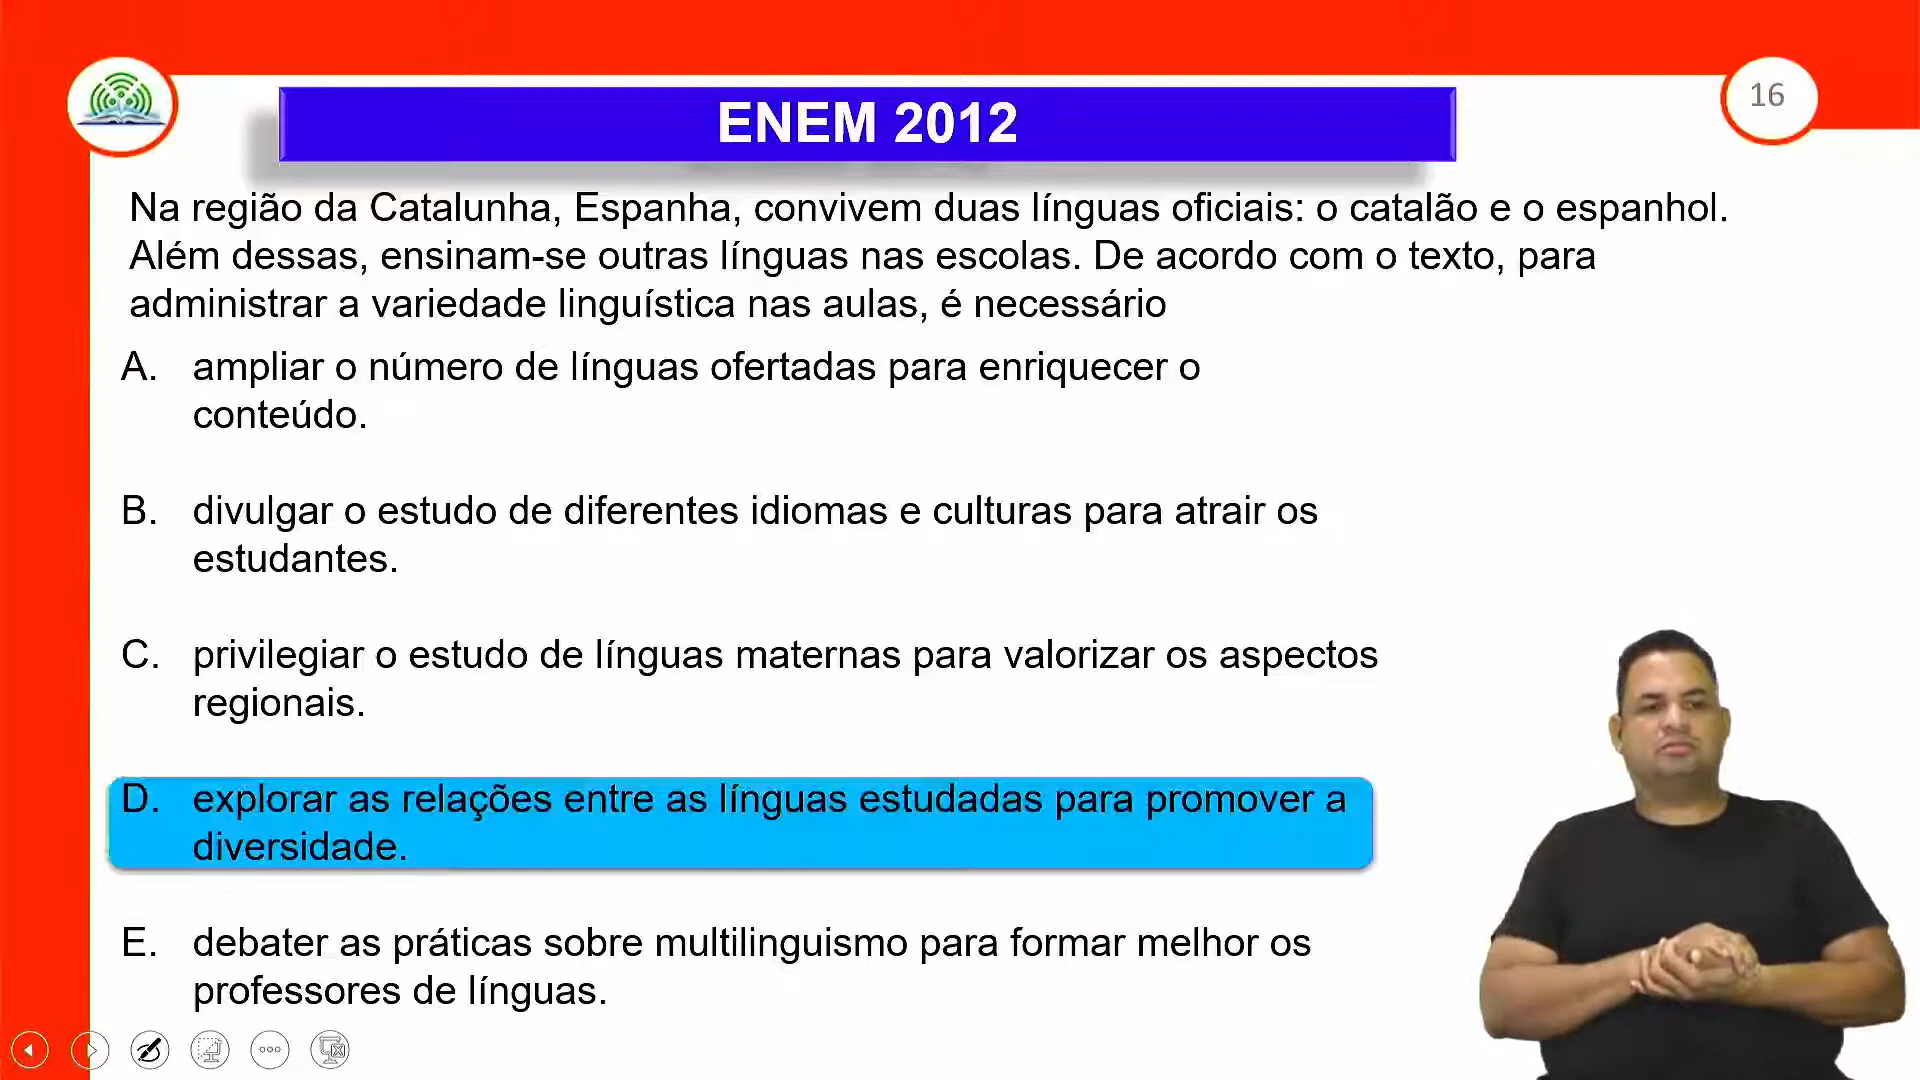 ENEM 2012
16
Na região da Catalunha, Espanha, convivem duas línguas oficiais: o catalão e o espanhol.
Além dessas, ensinam-se outras línguas nas escolas. De acordo com o texto, para
administrar a variedade linguística nas aulas, é necessário
A. ampliar o número de línguas ofertadas para enriquecer o
conteúdo.
B. divulgar o estudo de diferentes idiomas e culturas para atrair os
estudantes.
C. privilegiar o estudo de línguas maternas para valorizar os aspectos
regionais.
D. explorar as relações entre as línguas estudadas para promover a
diversidade.
E. debater as práticas sobre multilinguismo para formar melhor os
professores de línguas.